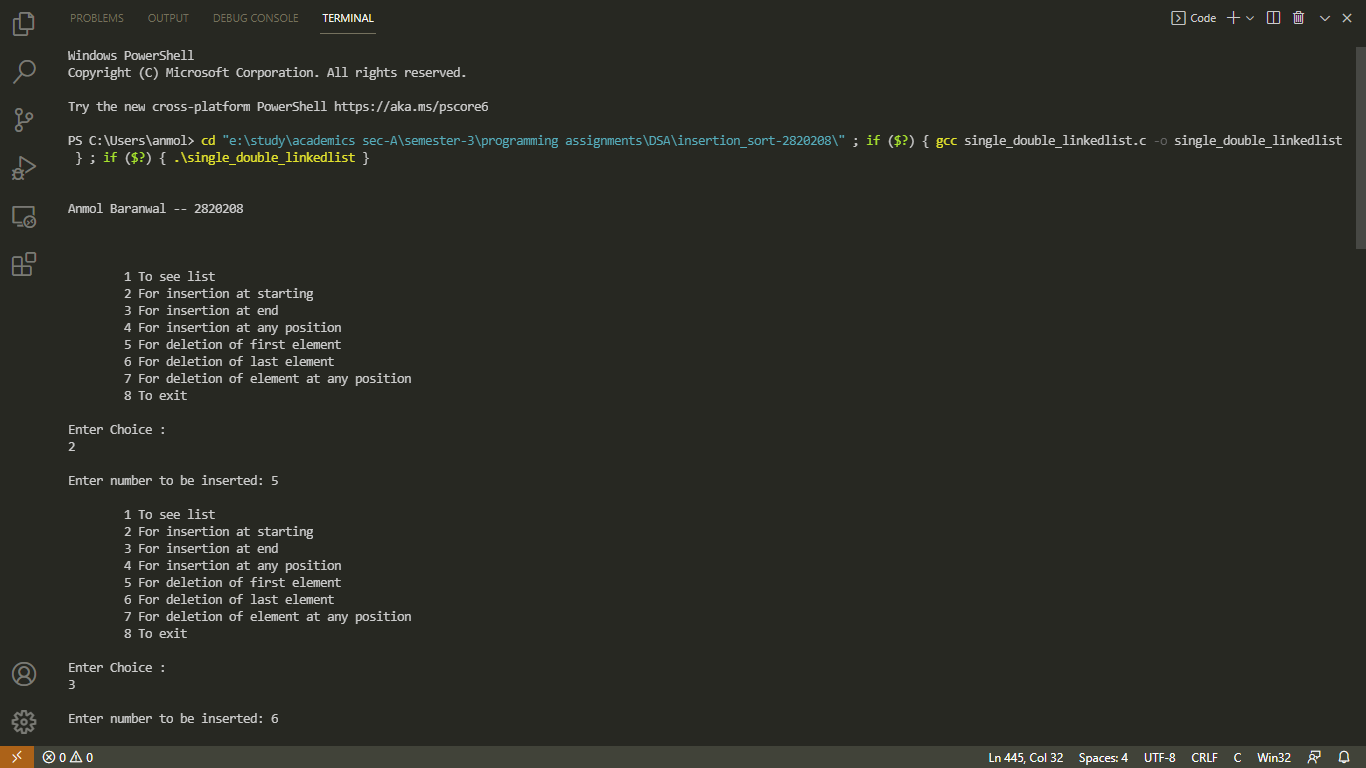 PROBLEMS OUTPUT DEBUG CONSOLE TERMINAL Code
Windows PowerShell
Copyright (C) Microsoft Corporation. All rights reserved.
Try the new cross-platform PowerShell https://aka.ms/pscore6
PS C:\Users\anmol> cd "e:\study\academics sec-A\semester-3\programming assignments\DSA\insertion_sort-2820208\" ; if ($?) { gcc single_double_linkedlist.c -o single_double_linkedlist
} ; if ($?) { .\single_double_linkedlist }
Anmol Baranwal -- 2820208
1 To see list
2 For insertion at starting
3 For insertion at end
4 For insertion at any position
5 For deletion of first element
6 For deletion of last element
7 For deletion of element at any position
8 To exit
Enter Choice :
2
Enter number to be inserted: 5
1 To see list
2 For insertion at starting
3 For insertion at end
4 For insertion at any position
5 For deletion of first element
6 For deletion of last element
7 For deletion of element at any position
8 To exit
Enter Choice :
3
Enter number to be inserted: 6
0 0 Ln 445, Col 32 Spaces: 4 UTF-8 CRLF C Win32